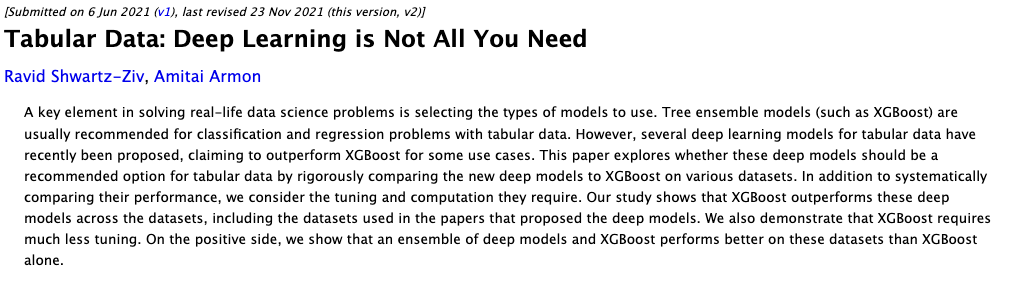 [Submitted on 6 Jun 2021 (v1), last revised 23 Nov 2021 (this version, v2)]
Tabular Data: Deep Learning is Not All You Need
Ravid Shwartz-Ziv, Amitai Armon
A key element in solving real-life data science problems is selecting the types of models to use. Tree ensemble models (such as XGBoost) are
usually recommended for classification and regression problems with tabular data. However, several deep learning models for tabular data have
recently been proposed, claiming to outperform XGBoost for some use cases. This paper explores whether these deep models should be a
recommended option for tabular data by rigorously comparing the new deep models to XGBoost on various datasets. In addition to systematically
comparing their performance, we consider the tuning and computation they require. Our study shows that XGBoost outperforms these deep
models across the datasets, including the datasets used in the papers that proposed the deep models. We also demonstrate that XGBoost requires
much less tuning. On the positive side, we show that an ensemble of deep models and XGBoost performs better on these datasets than XGBoost
alone.